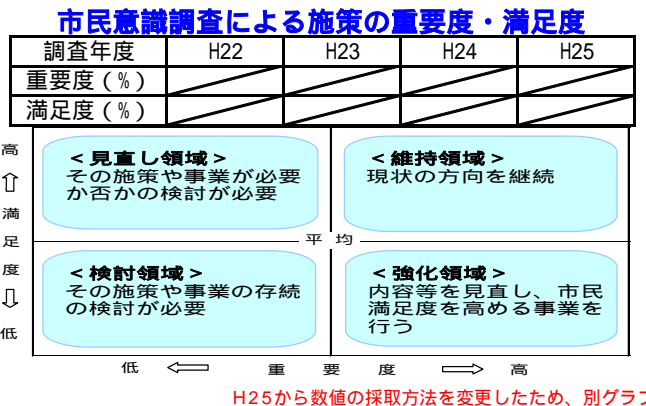 市民意識調査による施策の重要度・満足度
調査年度 H22 H23 H24 H25
重要度(%)
満足度(%)
高
満
足
度
低
<見直し領域>
その施策や事業が必要
か否かの検討が必要
<維持領域>
現状の方向を継続
平 均
<検討領域>
その施策や事業の存続
の検討が必要
<強化領域>
内容等を見直し、市民
満足度を高める事業を
行う
低 ⇐ 重 要 度 ⇒ 高
H25から数値の採取方法を変更したため、別グラフ